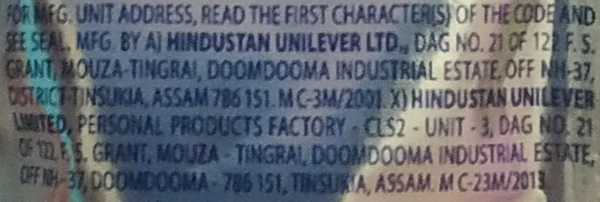 FOR MFG. UNIT ADDRESS, READ THE FIRST CHARACTER(S) OF THE CODE AND
SEE SEAL. MFG. BY A) HINDUSTAN UNILEVER LTD., DAG NO. 21 OF 122 F. S.
GRANT, MOUZA-TINGRAI, DOOMDOOMA INDUSTRIAL ESTATE, OFF NH-37,
DISTRICT-TINSUKIA, ASSAM 786 151. M C-3M/2001. X) HINDUSTAN UNILEVER
LIMITED, PERSONAL PRODUCTS FACTORY - CLS2 - UNIT - 3, DAG NO. 21
OF 122, F. S. GRANT, MOUZA - TINGRAI, DOOMDOOMA INDUSTRIAL ESTATE,
OFF NH-37, DOOMDOOMA - 786 151, TINSUKIA, ASSAM. M C-23M/2013.